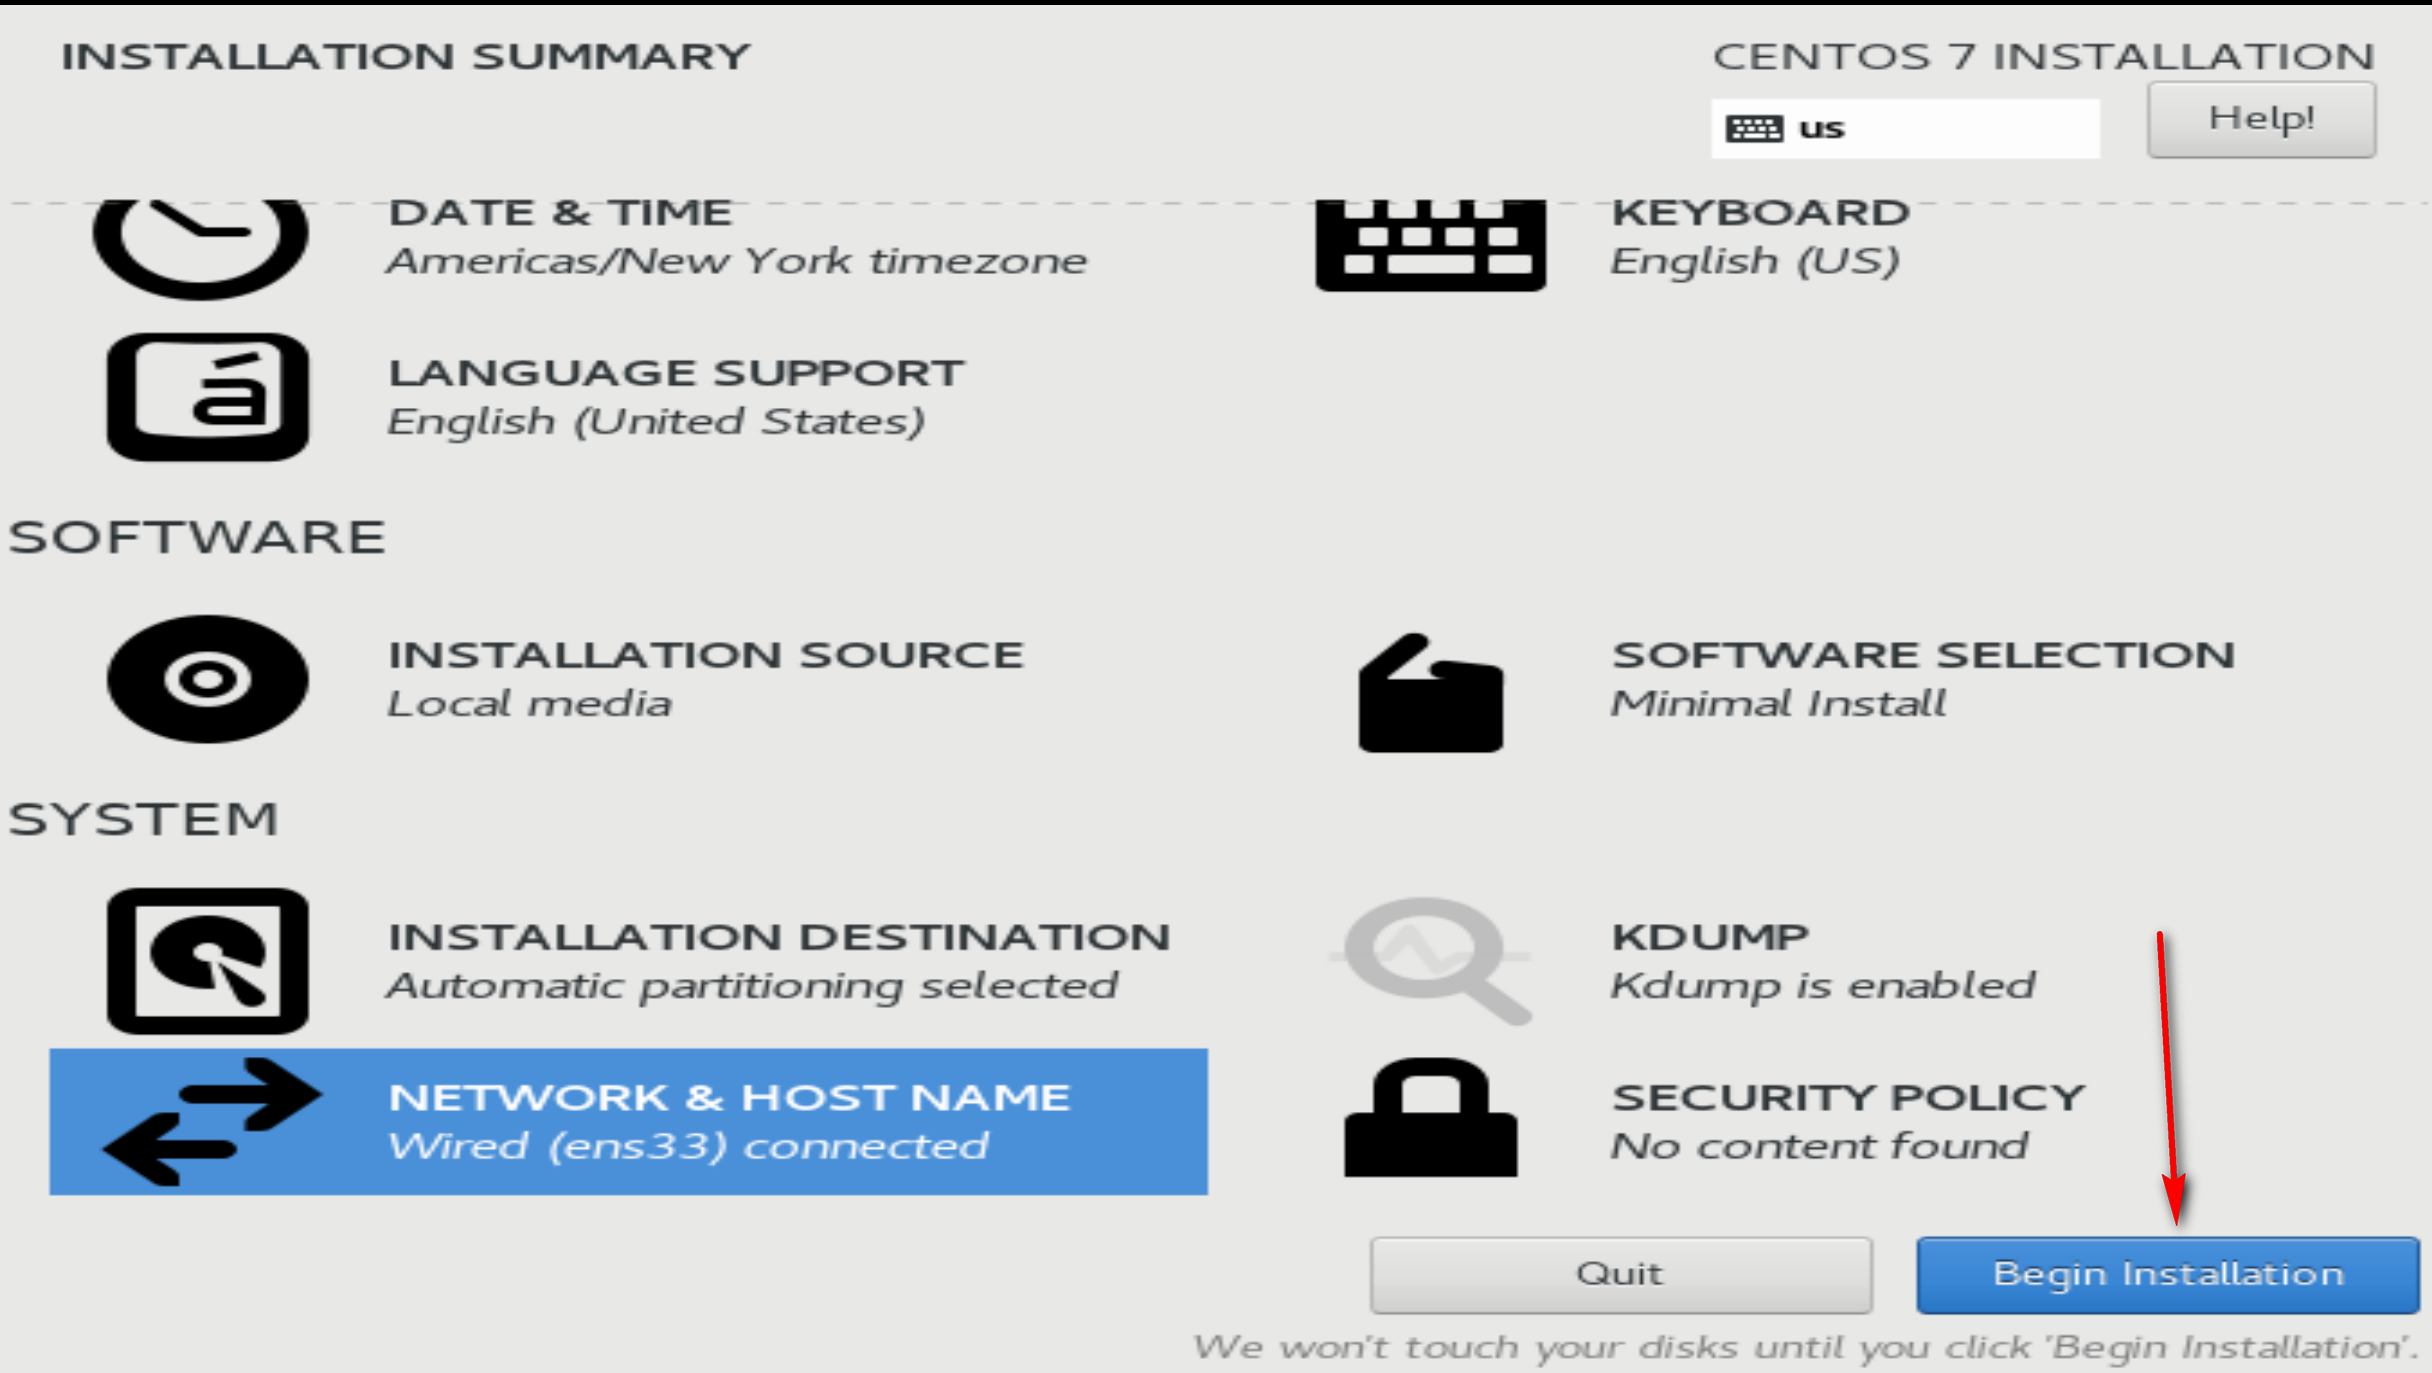 INSTALLATION SUMMARY
CENTOS 7 INSTALLATION
us
Help!
DATE & TIME
Americas/New York timezone
KEYBOARD
English (US)
á
LANGUAGE SUPPORT
English (United States)
SOFTWARE
INSTALLATION SOURCE
Local media
SOFTWARE SELECTION
Minimal Install
SYSTEM
INSTALLATION DESTINATION
Automatic partitioning selected
KDUMP
Kdump is enabled
NETWORK & HOST NAME
Wired (ens33) connected
SECURITY POLICY
No content found
Quit
Begin Installation
We won't touch your disks until you click 'Begin Installation'.